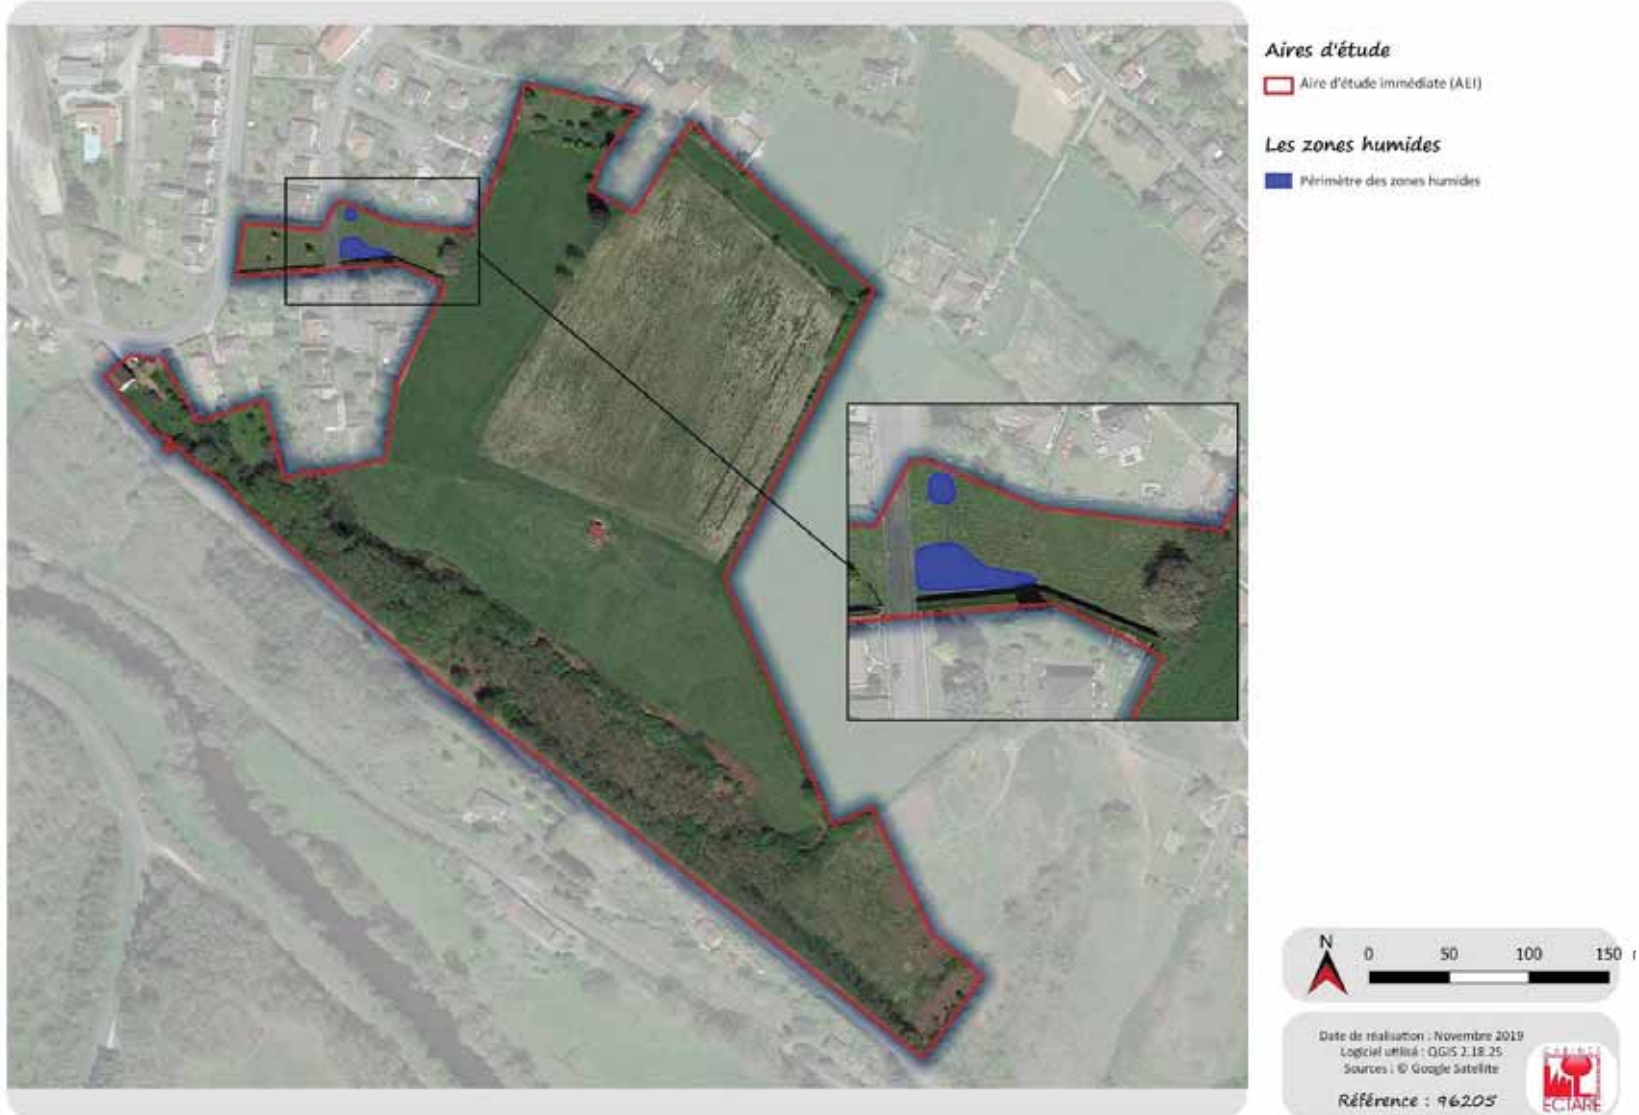 Aires d'étude
Aire d'étude immédiate (AEI)
Les zones humides
Périmètre des zones humides
N
0 50 100 150
Date de réalisation : Novembre 2019
Logiciel utilisé : QGIS 2.18.25
Sources : © Google Satellite
Référence : 96205
CABINET
ECTARE